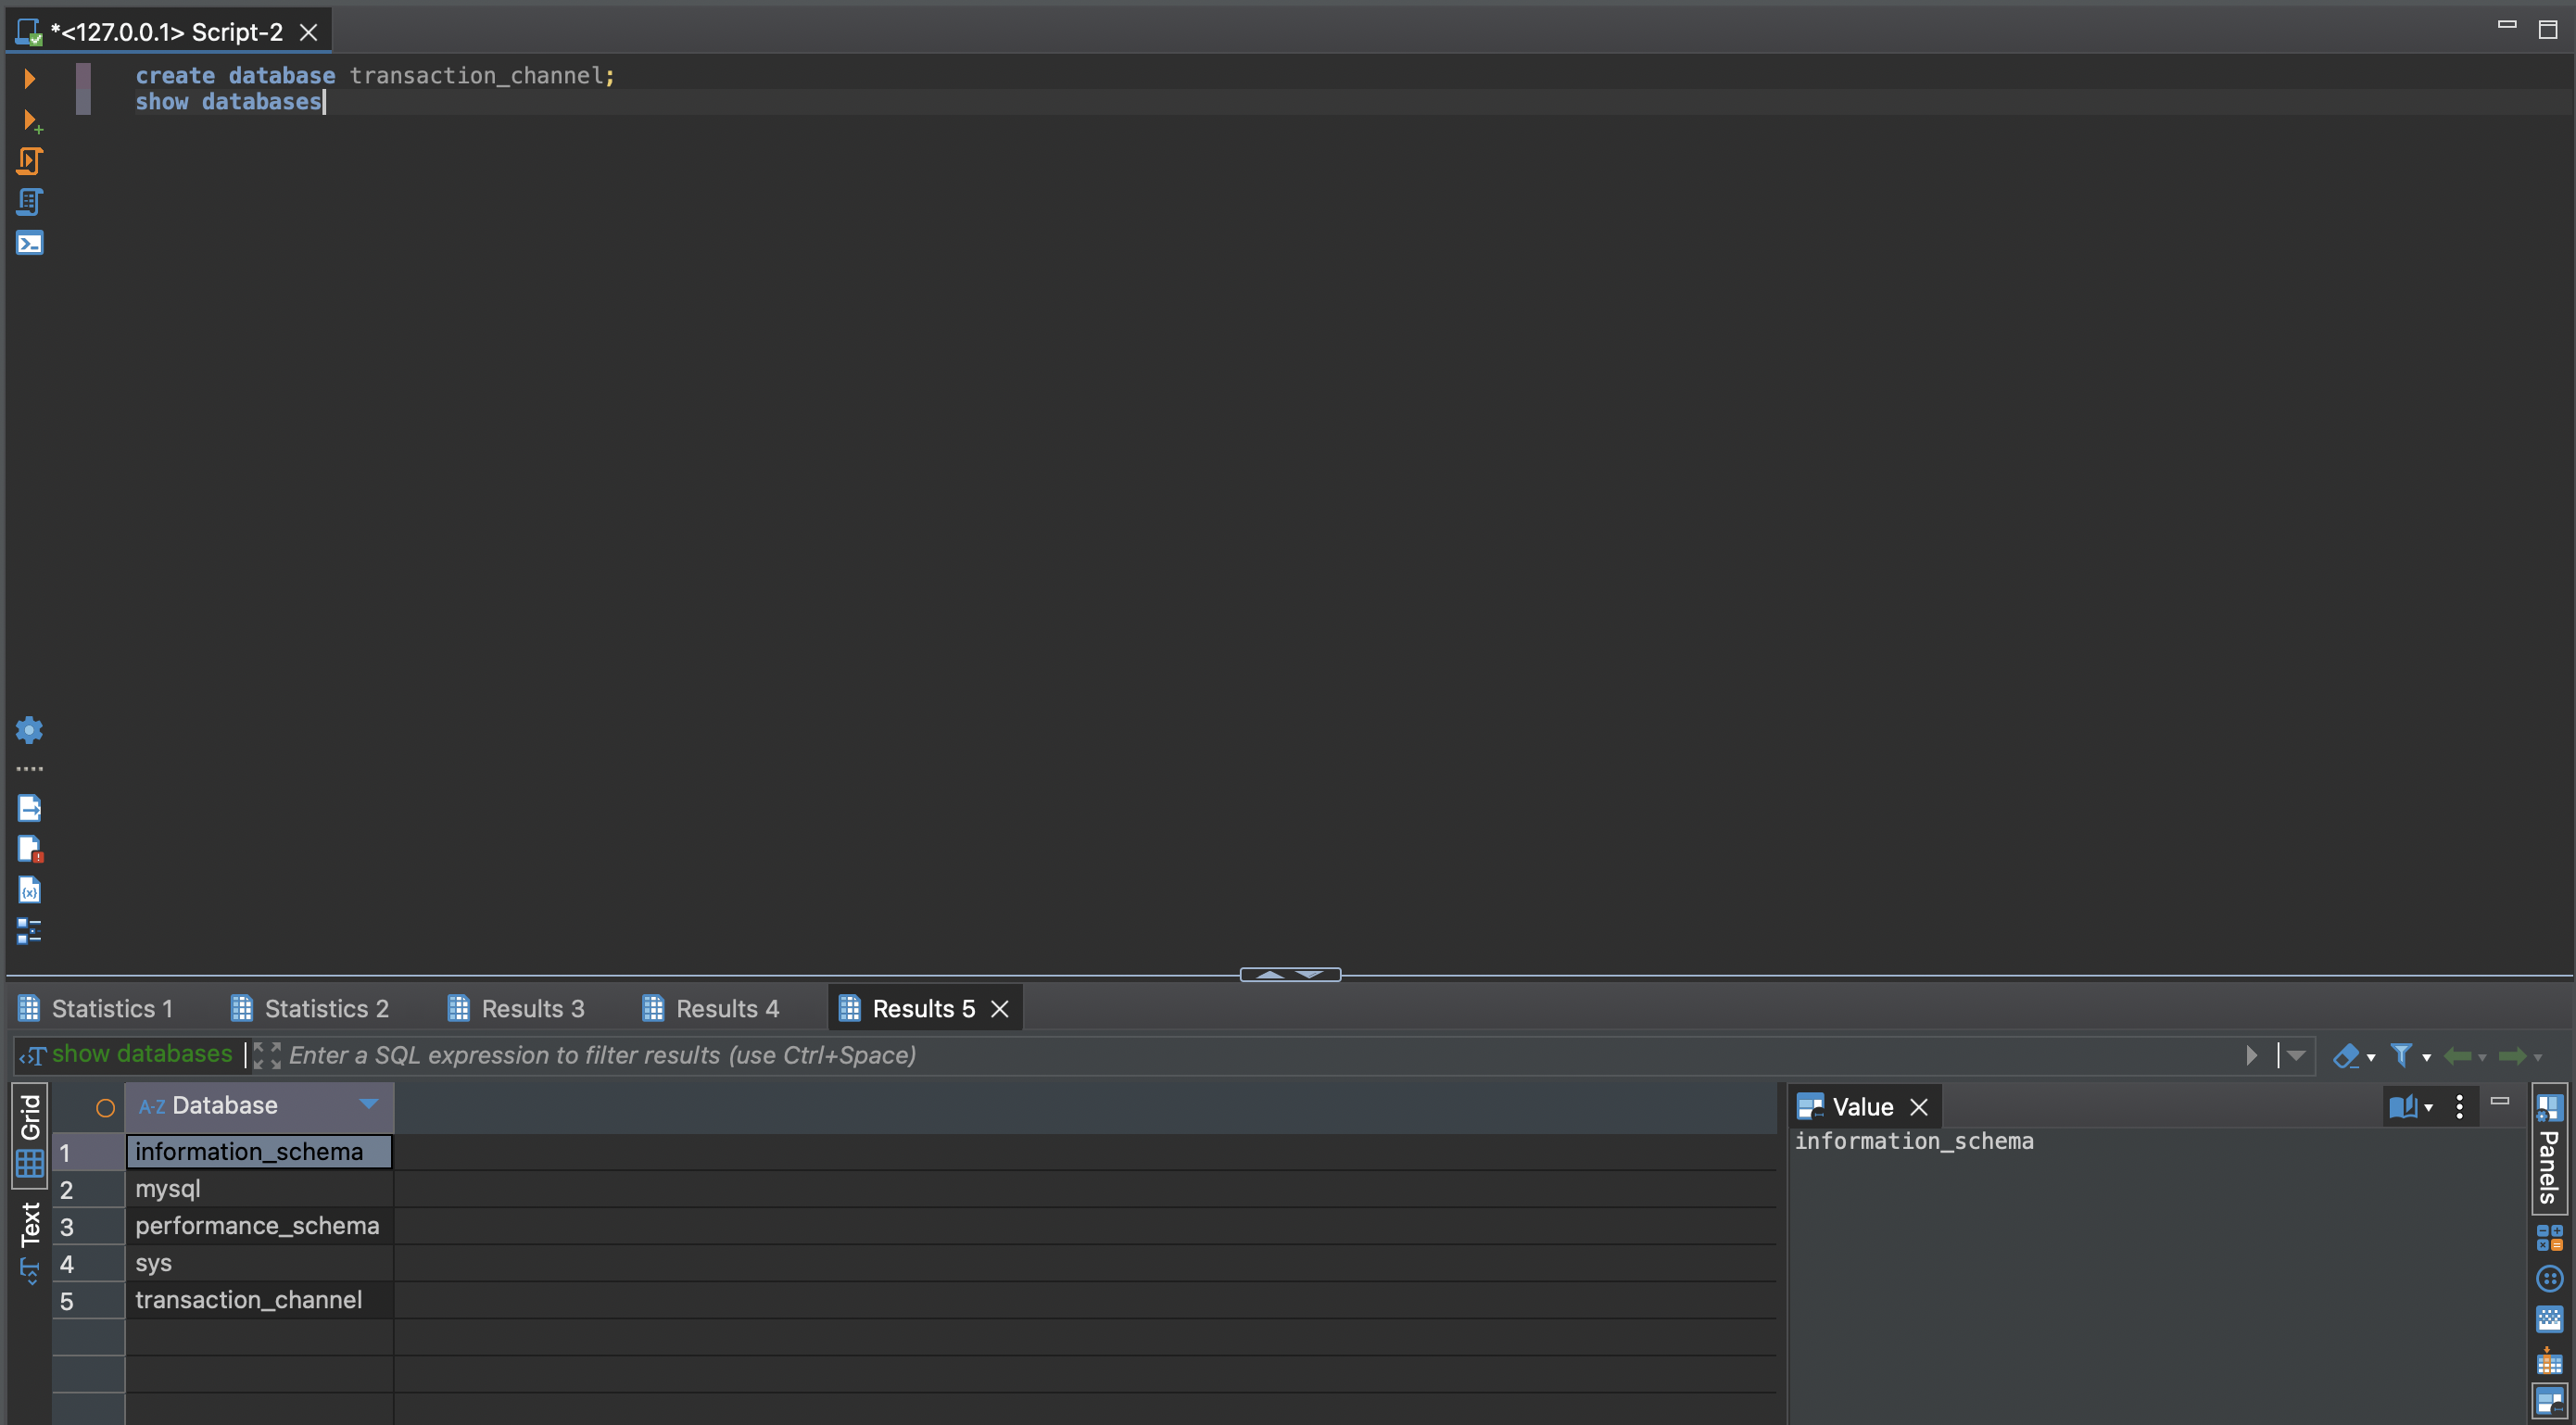 *<127.0.0.1> Script-2
create database transaction_channel;
show databases
Statistics 1 Statistics 2 Results 3 Results 4 Results 5
show databases Enter a SQL expression to filter results (use Ctrl+Space)
Grid
Text
A-Z Database
1 information_schema
2 mysql
3 performance_schema
4 sys
5 transaction_channel
Value
information_schema
Panels